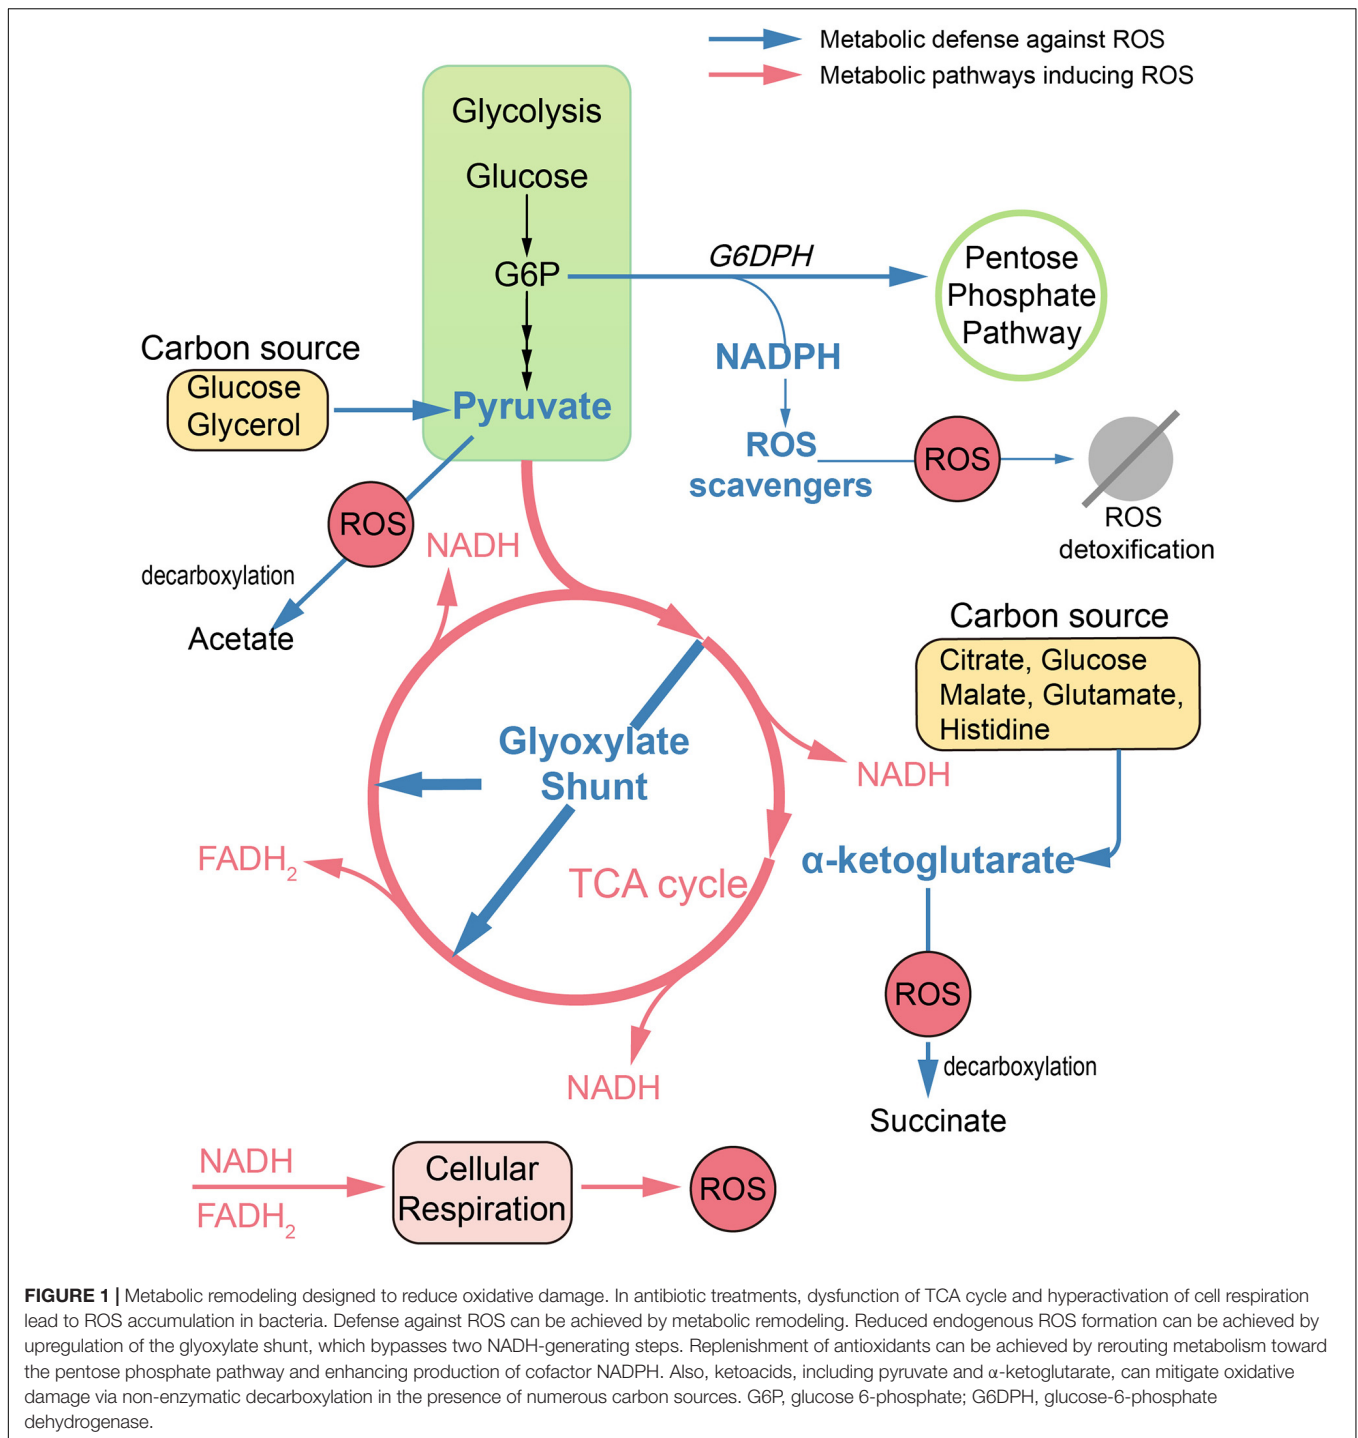 Metabolic defense against ROS
Metabolic pathways inducing ROS
Glycolysis
Glucose
G6P
G6DPH
Pentose
Phosphate
Pathway
NADPH
Carbon source
Glucose
Glycerol
Pyruvate
ROS
scavengers
ROS
ROS
detoxification
ROS
decarboxylation
Acetate
NADH
Carbon source
Citrate, Glucose
Malate, Glutamate,
Histidine
Glyoxylate
Shunt
NADH
FADH2
TCA cycle
α-ketoglutarate
ROS
decarboxylation
Succinate
NADH
NADH
FADH2
Cellular
Respiration
ROS
FIGURE 1 | Metabolic remodeling designed to reduce oxidative damage. In antibiotic treatments, dysfunction of TCA cycle and hyperactivation of cell respiration
lead to ROS accumulation in bacteria. Defense against ROS can be achieved by metabolic remodeling. Reduced endogenous ROS formation can be achieved by
upregulation of the glyoxylate shunt, which bypasses two NADH-generating steps. Replenishment of antioxidants can be achieved by rerouting metabolism toward
the pentose phosphate pathway and enhancing production of cofactor NADPH. Also, ketoacids, including pyruvate and α-ketoglutarate, can mitigate oxidative
damage via non-enzymatic decarboxylation in the presence of numerous carbon sources. G6P, glucose 6-phosphate; G6DPH, glucose-6-phosphate
dehydrogenase.